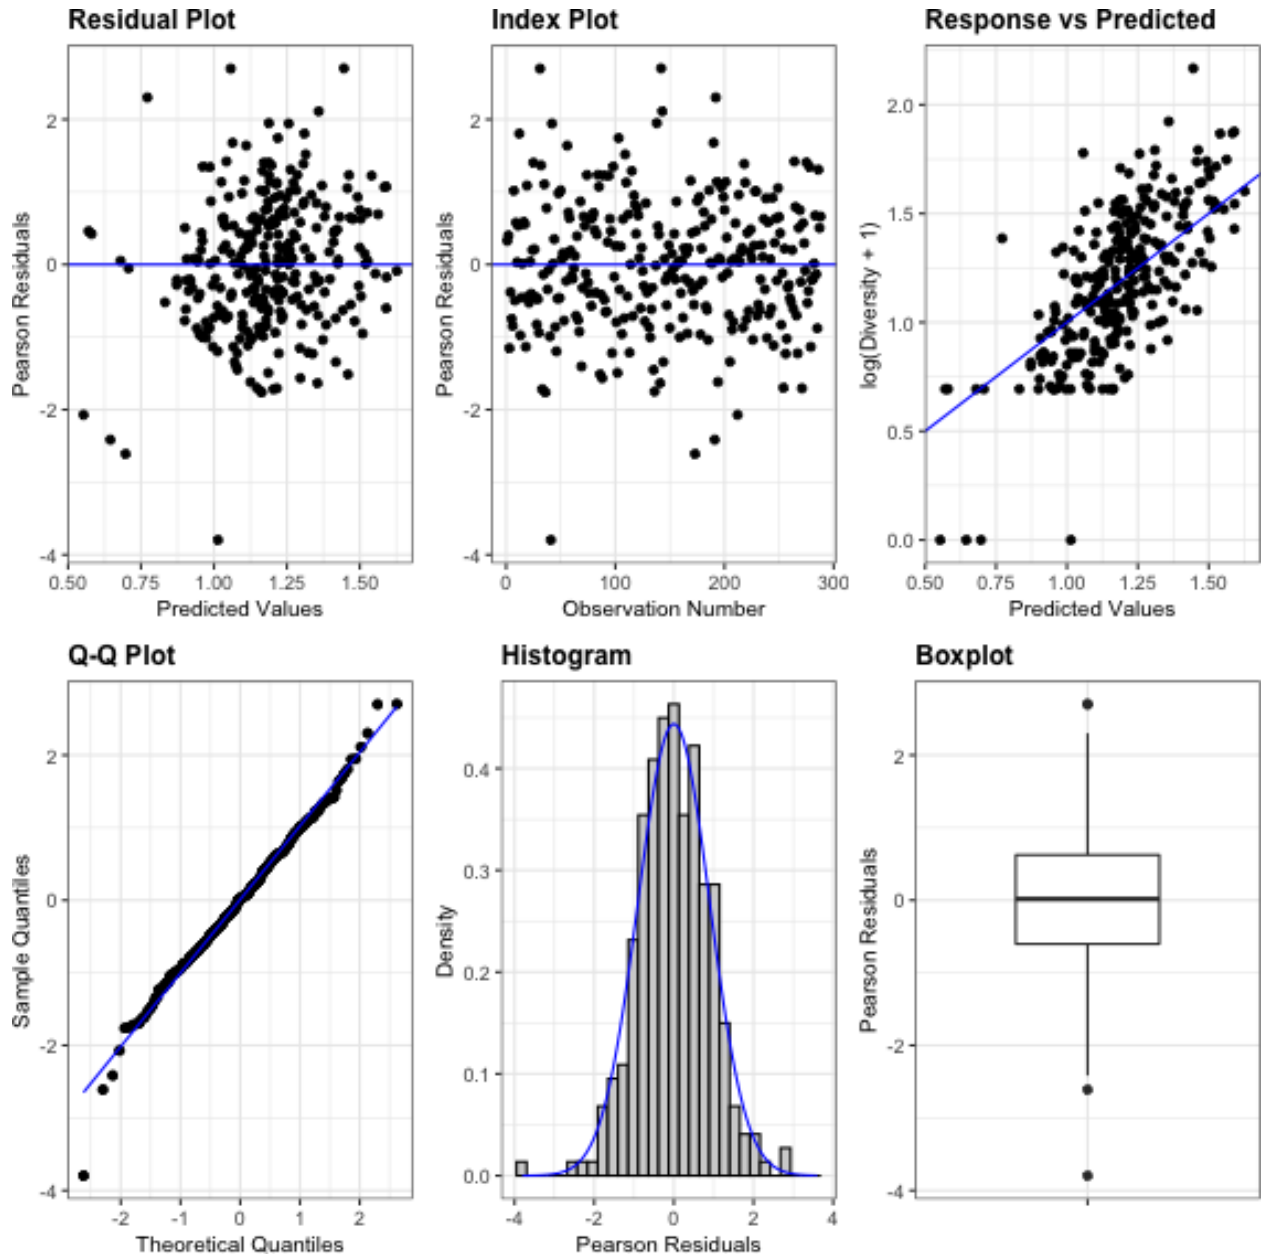 Residual Plot
Index Plot
Response vs Predicted
Pearson Residuals
2
0
-2
-4
0.50
0.75
1.00
1.25
1.50
Predicted Values
Pearson Residuals
2
0
-2
-4
0
100
200
300
Observation Number
log(Diversity + 1)
2.0
1.5
1.0
0.5
0.0
0.50
0.75
1.00
1.25
1.50
Predicted Values
Q-Q Plot
Histogram
Boxplot
Sample Quantiles
2
0
-2
-4
-2
-1
0
1
2
Theoretical Quantiles
Density
0.4
0.3
0.2
0.1
0.0
-4
-2
0
2
4
Pearson Residuals
Pearson Residuals
2
0
-2
-4